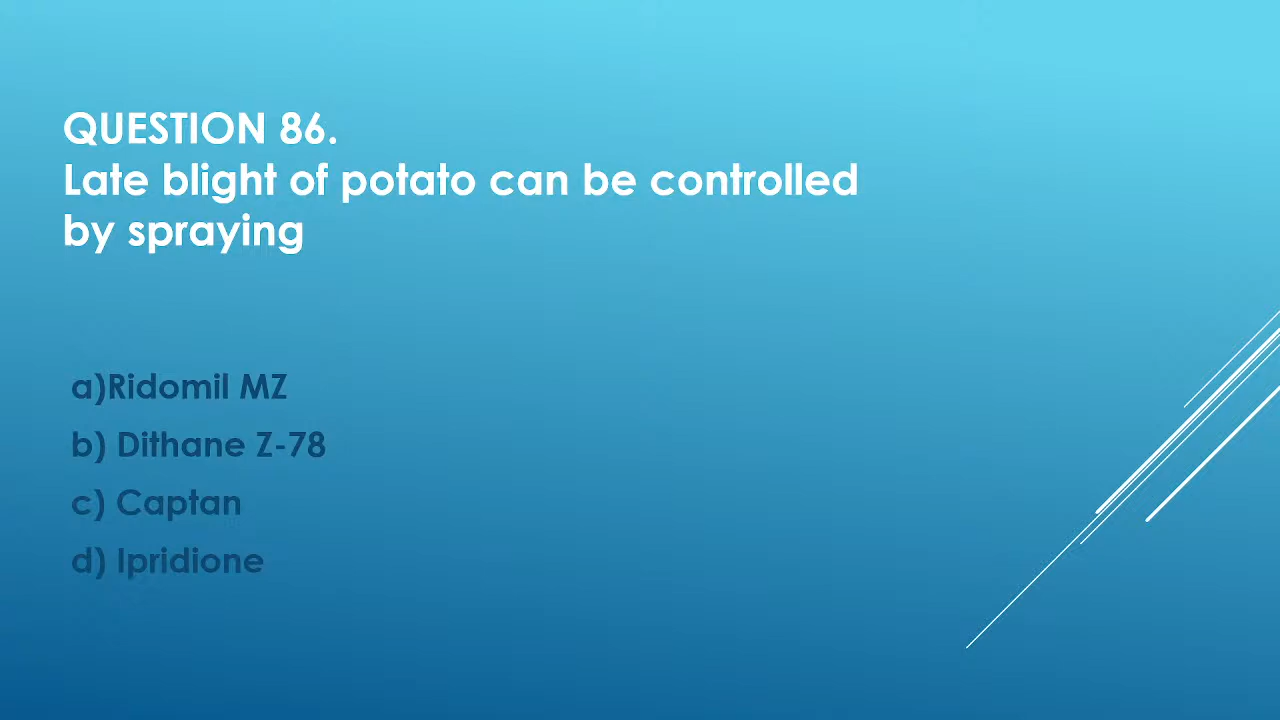 QUESTION 86.
Late blight of potato can be controlled
by spraying
a)Ridomil MZ
b) Dithane Z-78
c) Captan
d) Ipridione